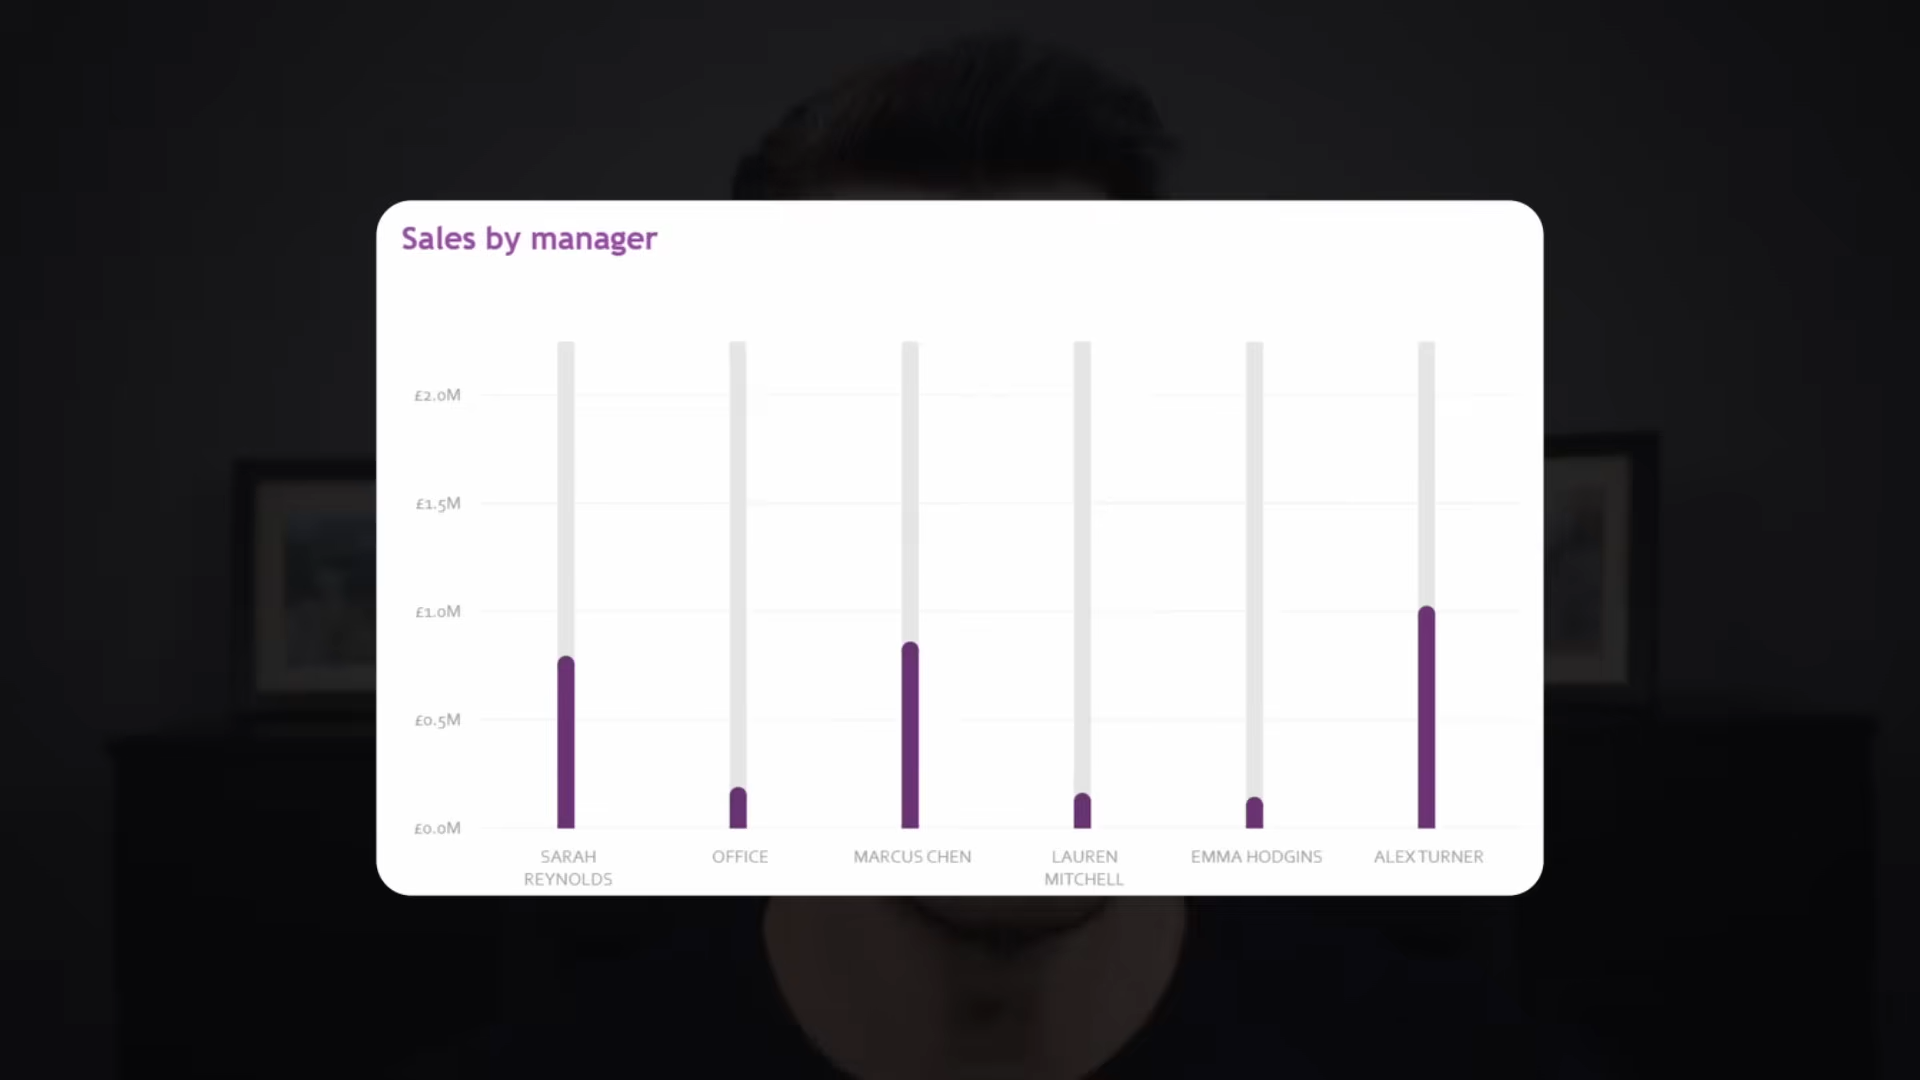 Sales by manager
£2.0M
£1.5M
£1.0M
£0.5M
£0.0M
SARAH
REYNOLDS
OFFICE
MARCUS CHEN
LAUREN
MITCHELL
EMMA HODGINS
ALEX TURNER